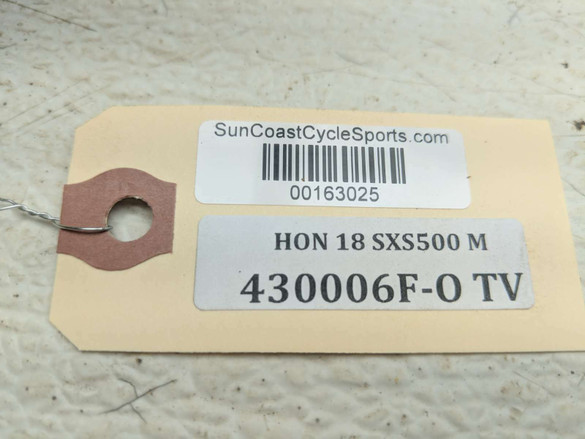 SunCoastCycleSports.com
00163025
HON 18 SXS500 M
430006F-O TV